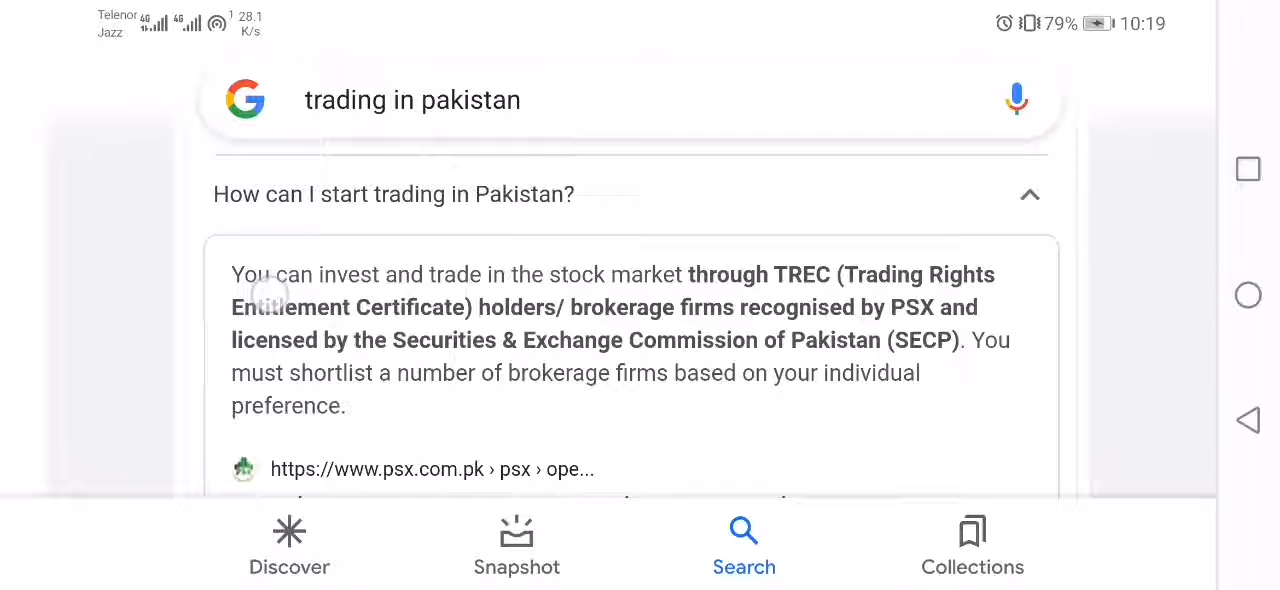 Telenor 4G 4G 1 28.1
Jazz K/s
79% 10:19
trading in pakistan
How can I start trading in Pakistan?
You can invest and trade in the stock market through TREC (Trading Rights
Entitlement Certificate) holders/ brokerage firms recognised by PSX and
licensed by the Securities & Exchange Commission of Pakistan (SECP). You
must shortlist a number of brokerage firms based on your individual
preference.
https://www.psx.com.pk › psx › ope...
Discover Snapshot Search Collections